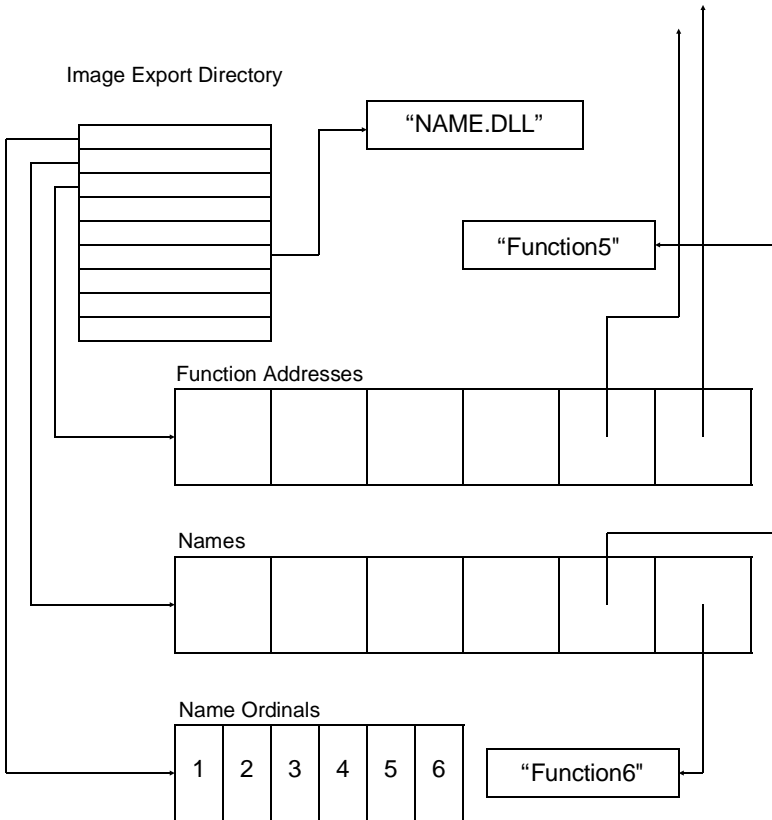 Image Export Directory
“NAME.DLL”
“Function5"
Function Addresses
Names
Name Ordinals
1 2 3 4 5 6
“Function6"